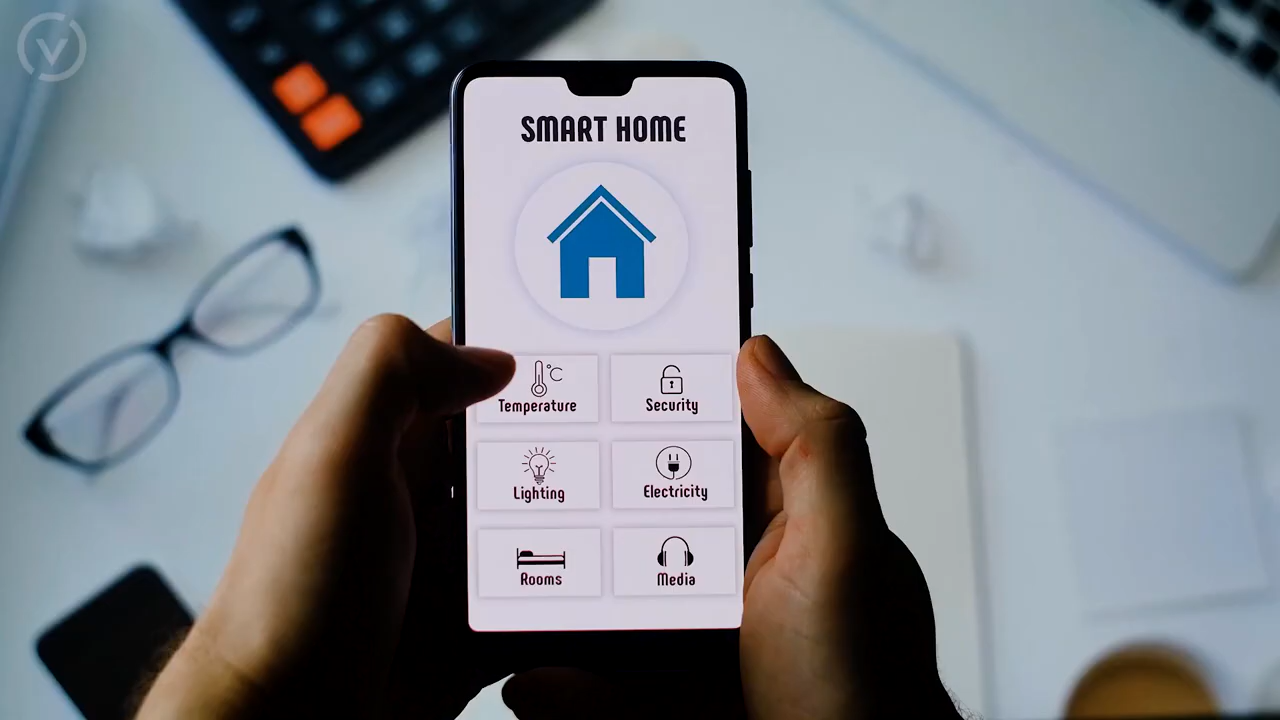 SMART HOME
°C
Temperature
Security
Lighting
Electricity
Rooms
Media